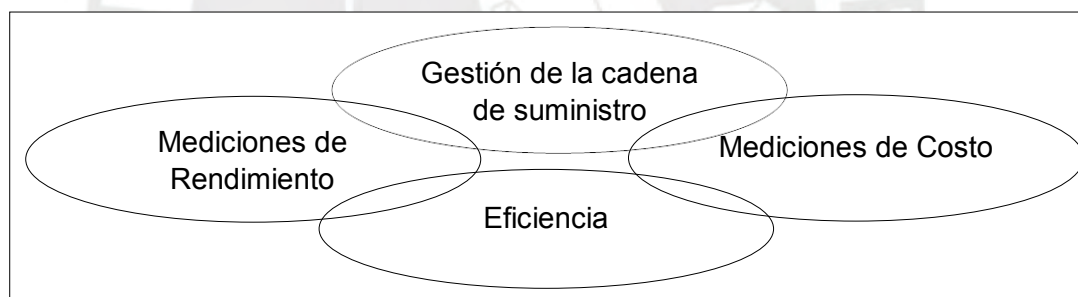 Gestión de la cadena
de suministro
Mediciones de
Rendimiento
Mediciones de Costo
Eficiencia